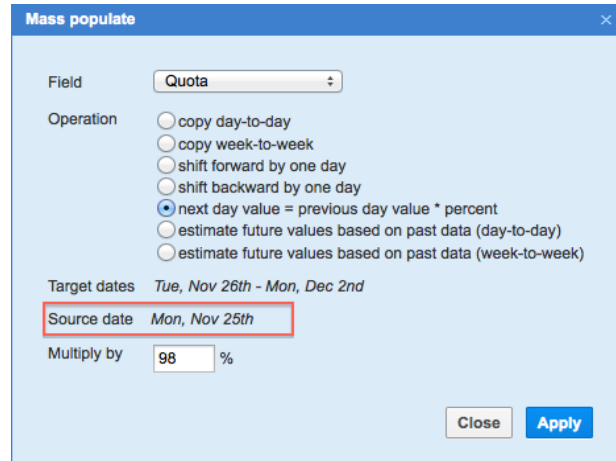 Mass populate ×
Field Quota
Operation copy day-to-day
copy week-to-week
shift forward by one day
shift backward by one day
next day value = previous day value * percent
estimate future values based on past data (day-to-day)
estimate future values based on past data (week-to-week)
Target dates Tue, Nov 26th - Mon, Dec 2nd
Source date Mon, Nov 25th
Multiply by 98 %
Close Apply